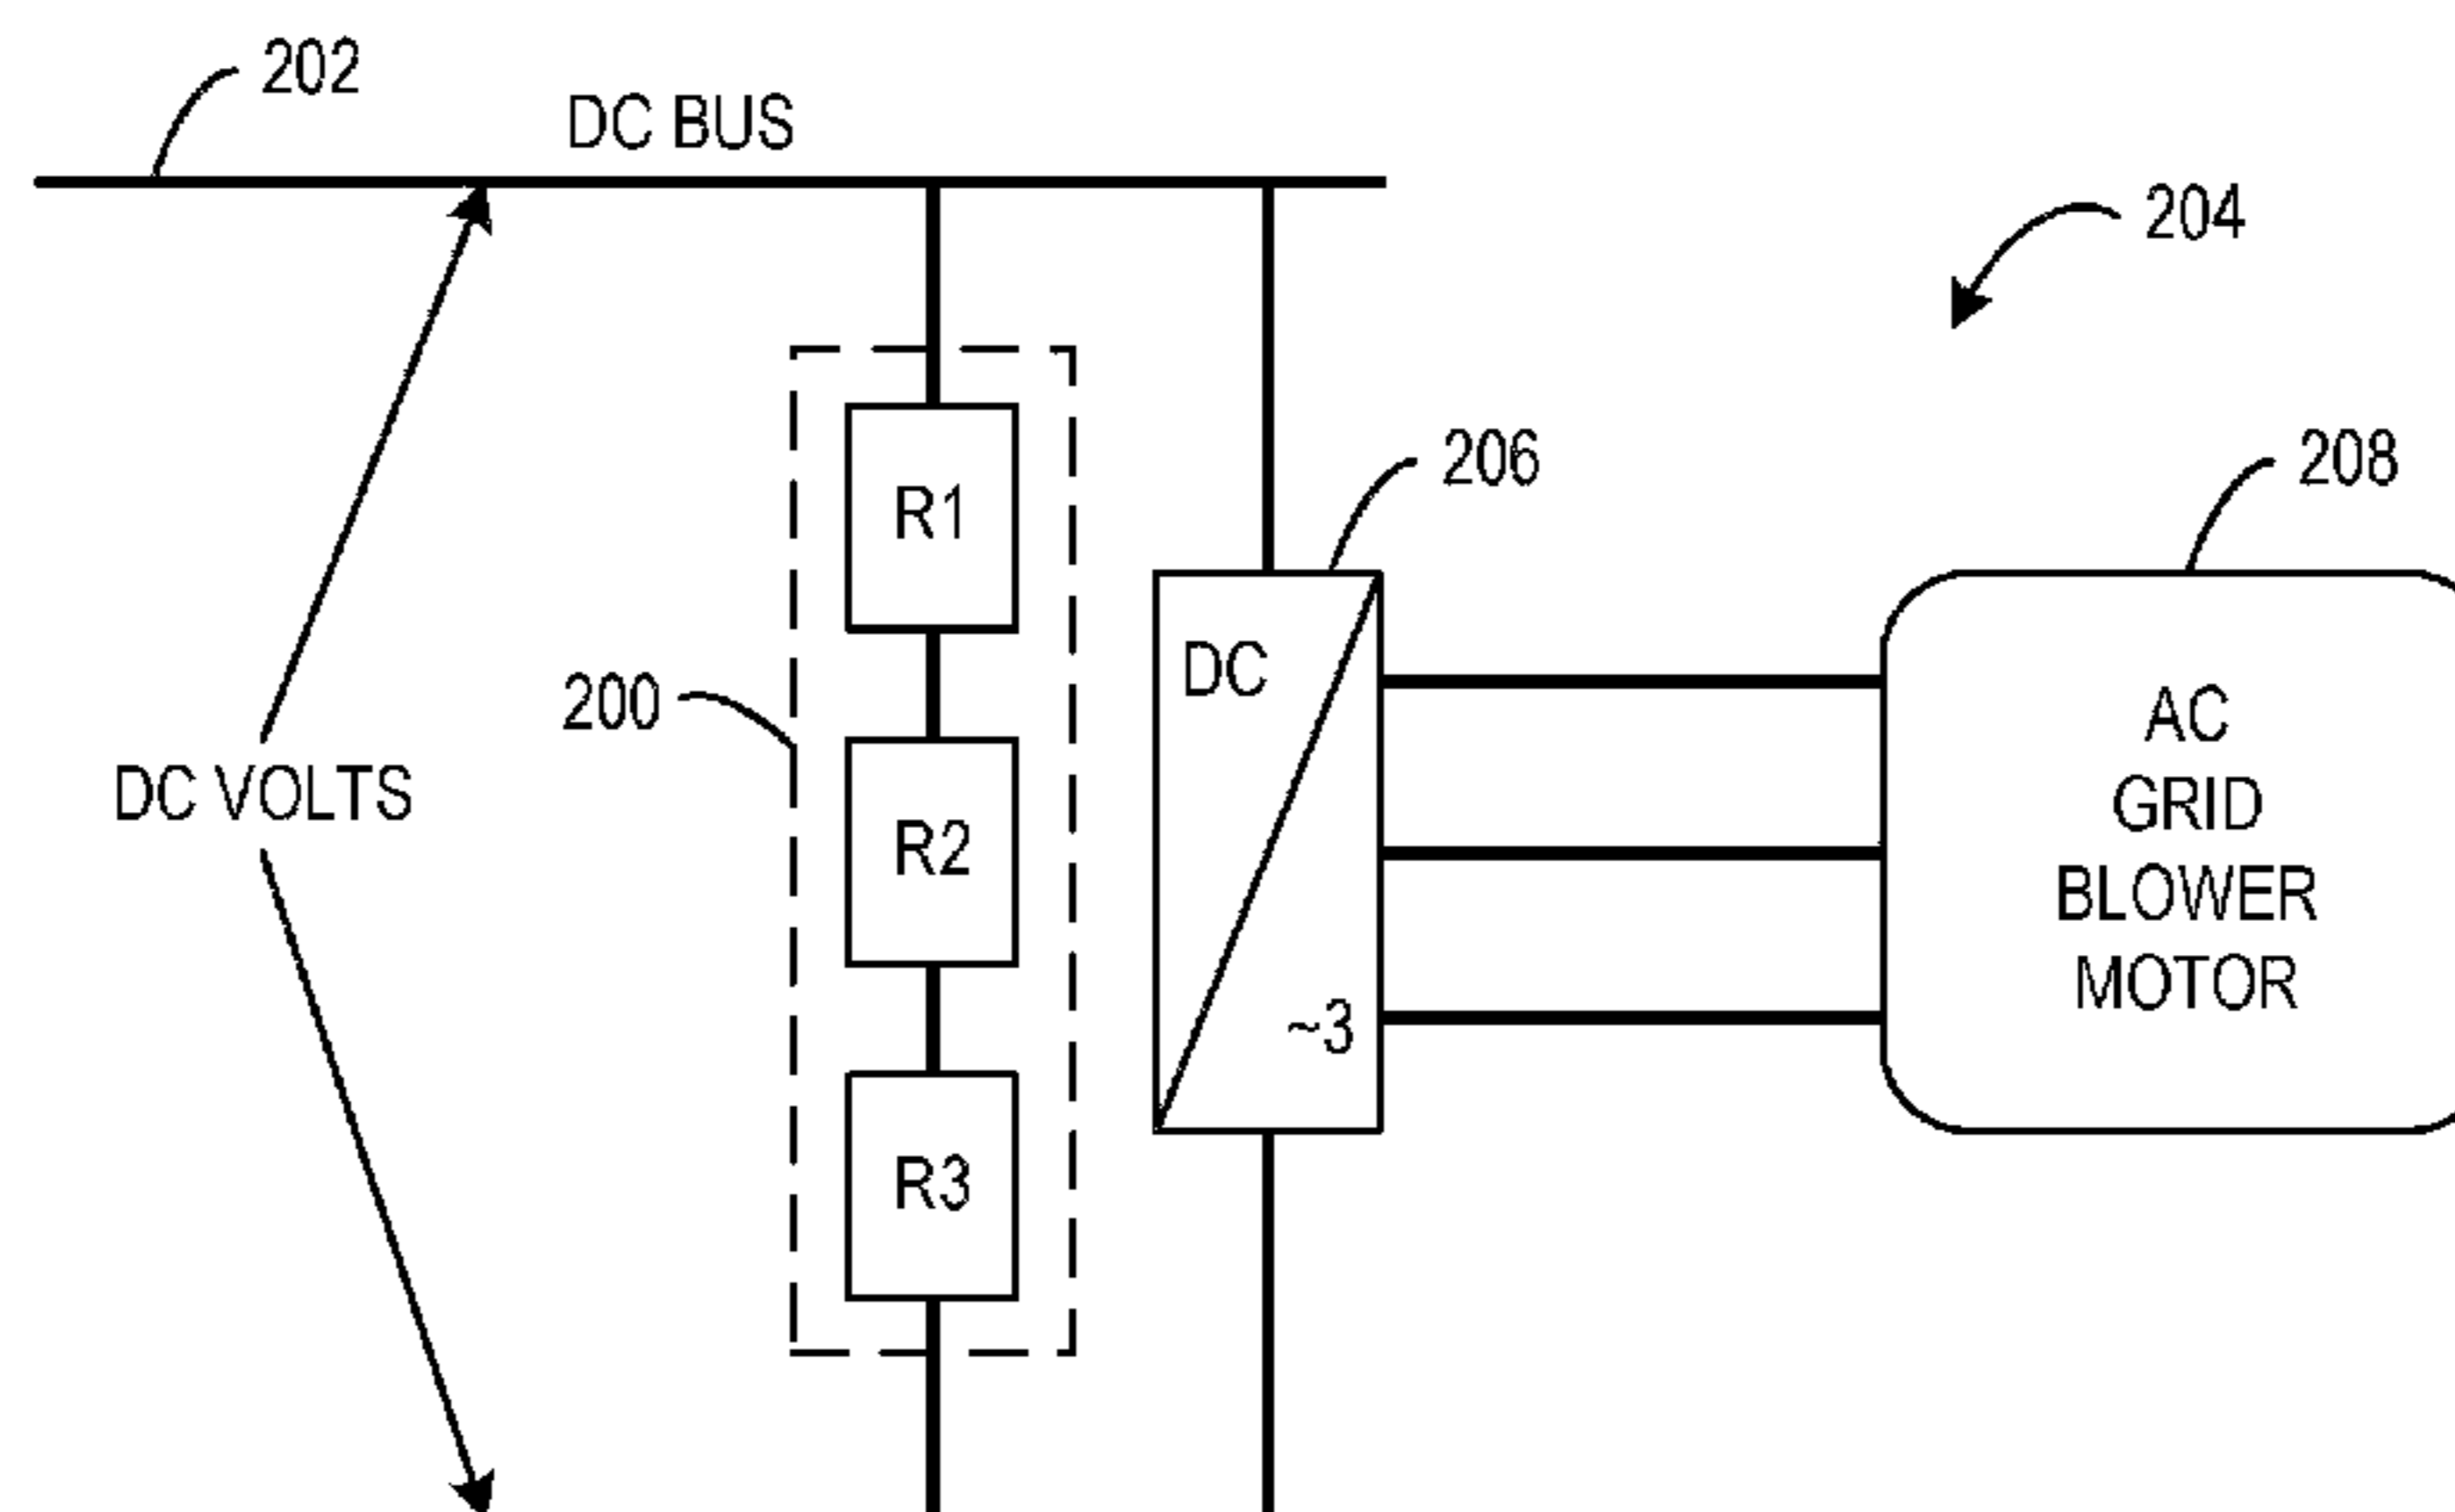 202
DC BUS
204
206
208
R1
DC
200
AC
GRID
BLOWER
MOTOR
DC VOLTS
R2
~3
R3